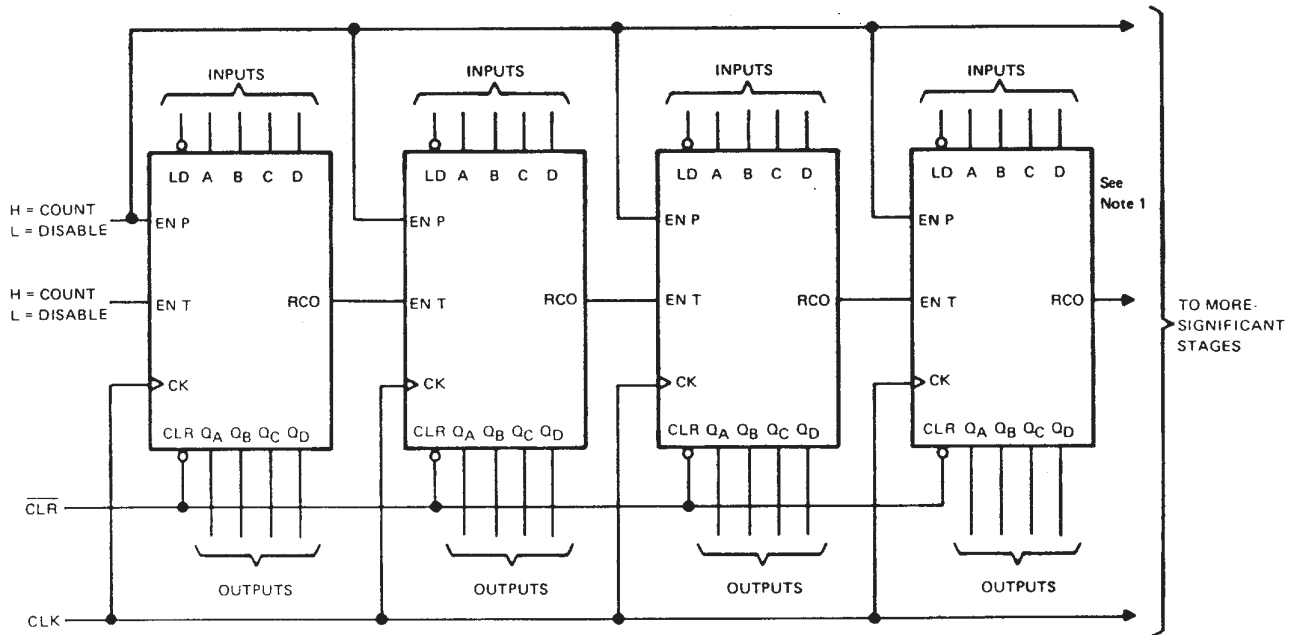 INPUTS INPUTS INPUTS INPUTS
LD A B C D LD A B C D LD A B C D LD A B C D
See
Note 1
H = COUNT
L = DISABLE
EN P EN P EN P EN P
H = COUNT
L = DISABLE
EN T RCO EN T RCO EN T RCO EN T RCO
TO MORE-
SIGNIFICANT
STAGES
CK CK CK CK
CLR QA QB QC QD CLR QA QB QC QD CLR QA QB QC QD CLR QA QB QC QD
CLR
OUTPUTS OUTPUTS OUTPUTS OUTPUTS
CLK